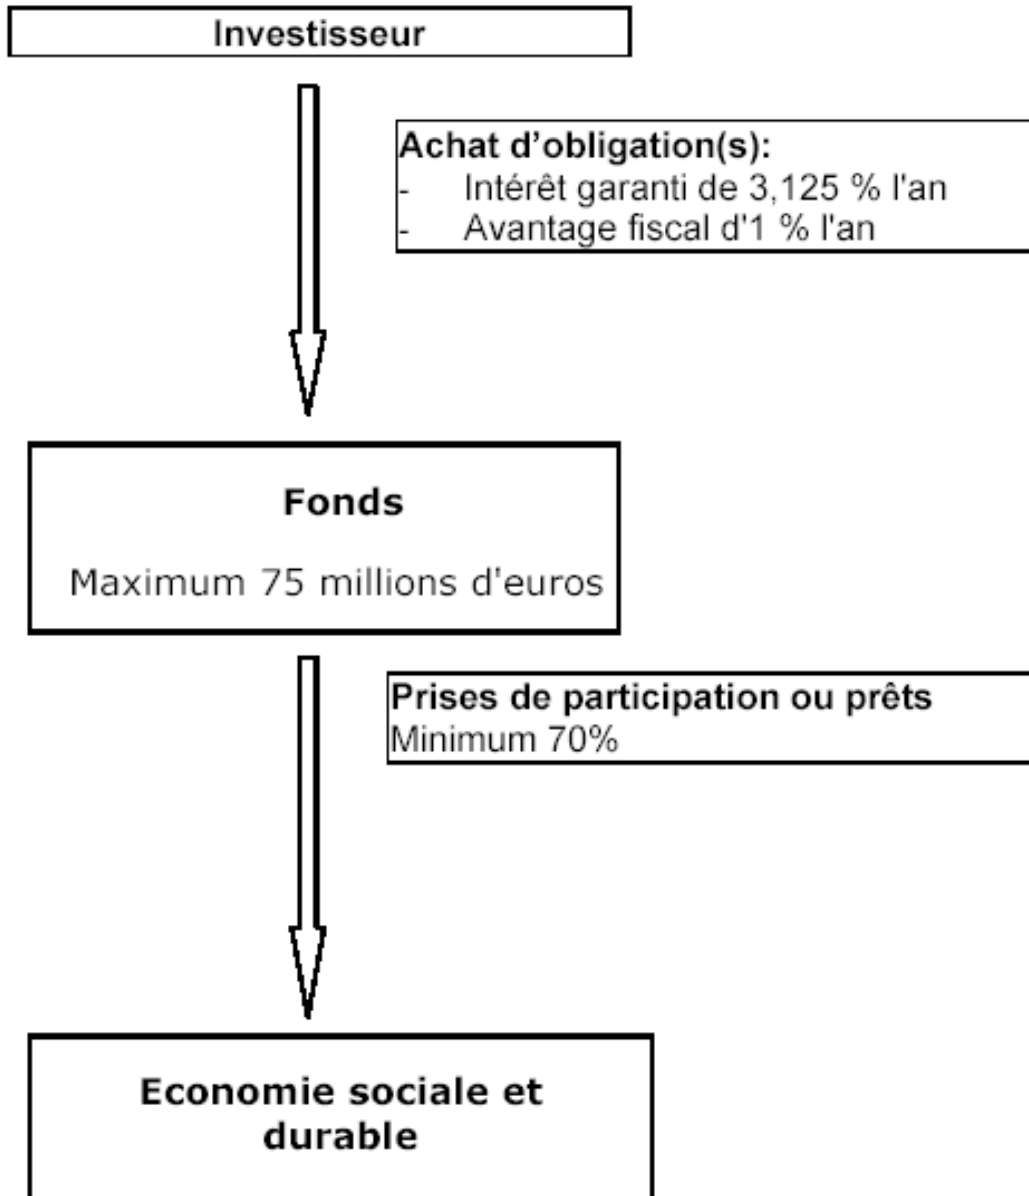 Investisseur
Achat d'obligation(s):
- Intérêt garanti de 3,125 % l'an
- Avantage fiscal d'1 % l'an
Fonds
Maximum 75 millions d'euros
Prises de participation ou prêts
Minimum 70%
Economie sociale et
durable